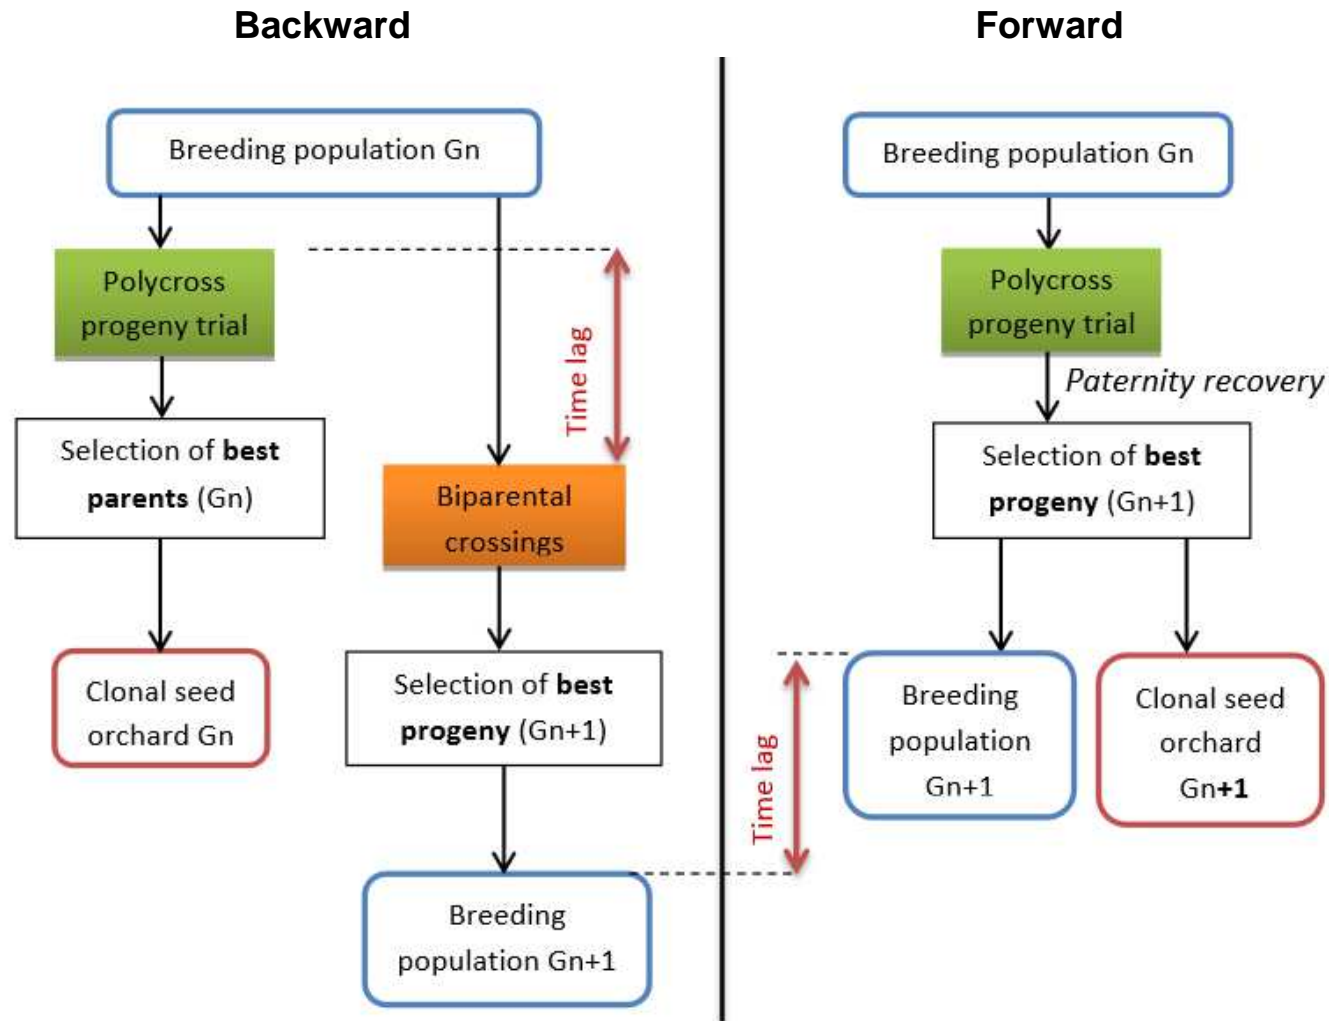 Backward
Breeding population Gn
Polycross
progeny trial
Selection of best
parents (Gn)
Clonal seed
orchard Gn
Time lag
Biparental
crossings
Selection of best
progeny (Gn+1)
Breeding
population Gn+1
Forward
Breeding population Gn
Polycross
progeny trial
Paternity recovery
Selection of best
progeny (Gn+1)
Time lag
Breeding
population
Gn+1
Clonal seed
orchard
Gn+1